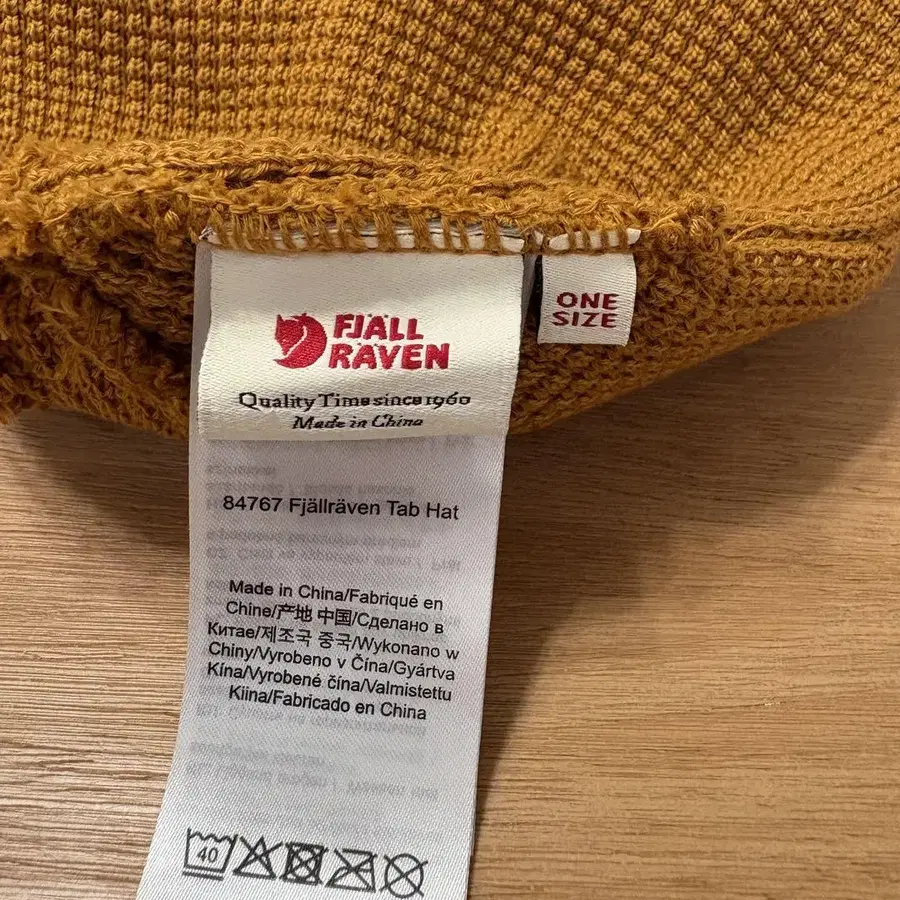 FJÄLL
RÄVEN
Quality Time since 1960
Made in China
ONE
SIZE
84767 Fjällräven Tab Hat
Made in China/Fabriqué en
Chine/产地 中国/Сделано в
Китае/제조국 중국/Wykonano w
Chiny/Vyrobeno v Čína/Gyártva
Kína/Vyrobené čína/Valmistettu
Kiina/Fabricado en China
40